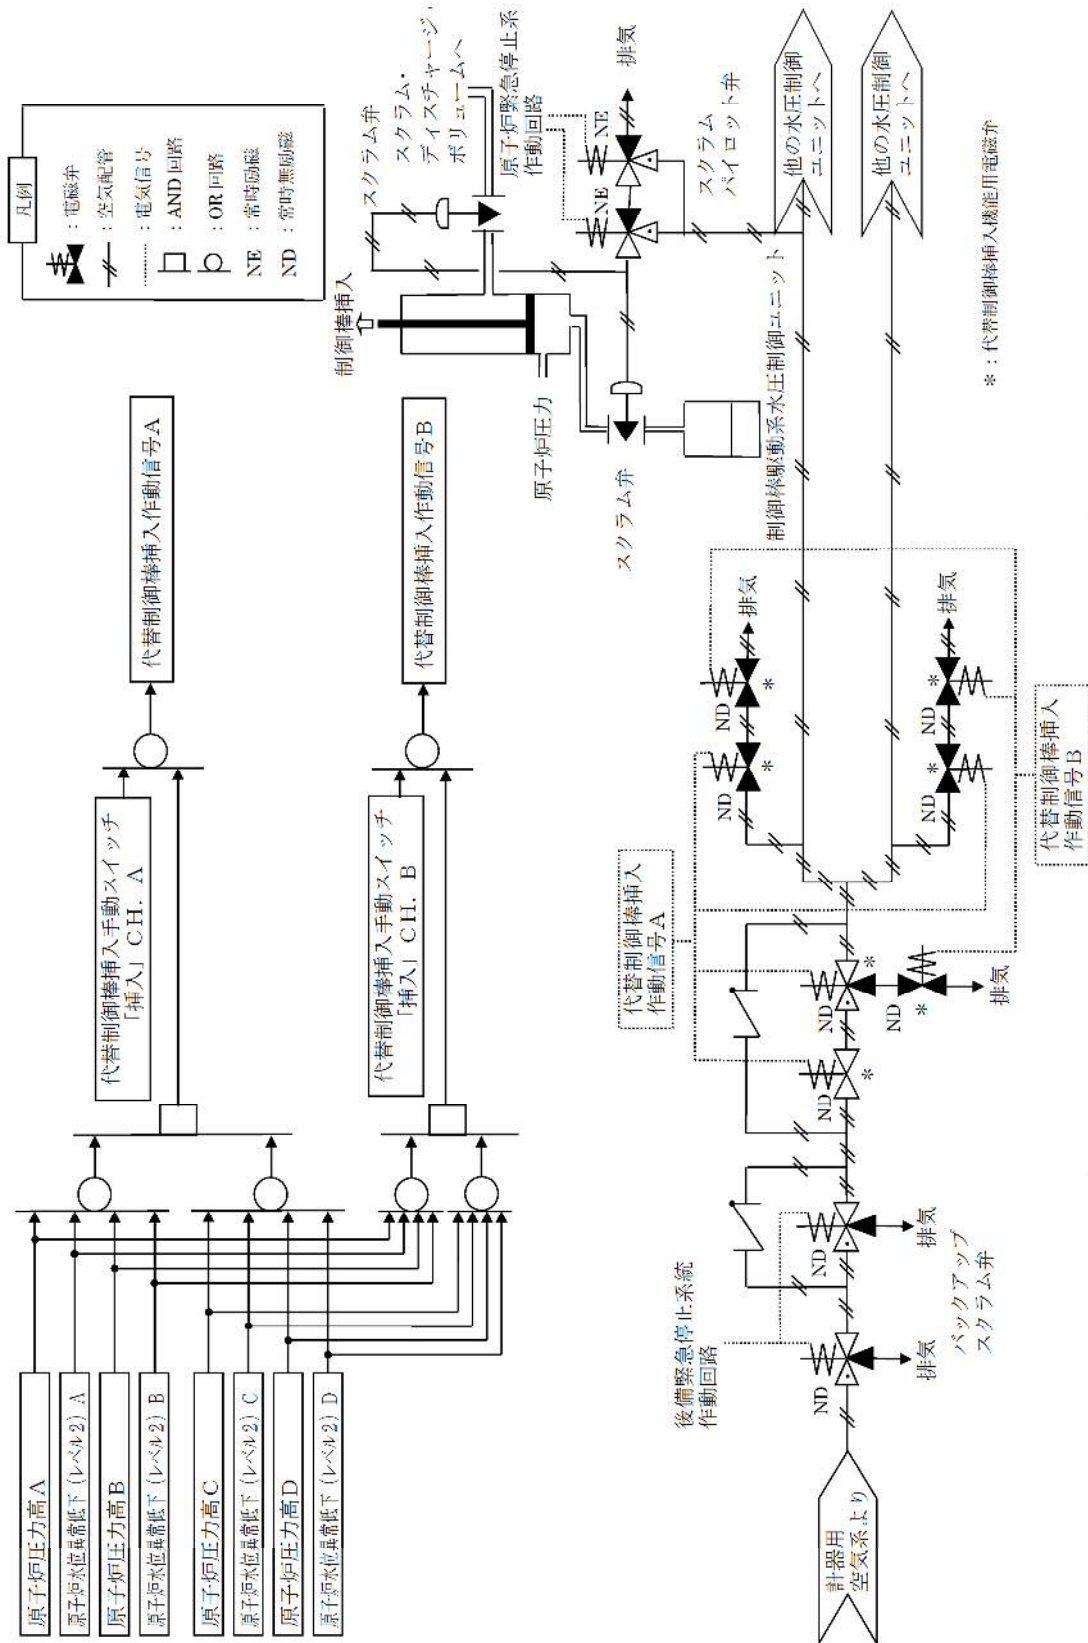 凡例
：電磁弁
：空気配管
：電気信号
：AND 回路
：OR 回路
NE ：常時励磁
ND ：常時無励磁
原子炉圧力高A
原子炉水位異常低下（レベル2）A
原子炉圧力高B
原子炉水位異常低下（レベル2）B
原子炉圧力高C
原子炉水位異常低下（レベル2）C
原子炉圧力高D
原子炉水位異常低下（レベル2）D
代替制御棒挿入手動スイッチ
「挿入」CH. A
代替制御棒挿入作動信号A
代替制御棒挿入手動スイッチ
「挿入」CH. B
代替制御棒挿入作動信号B
制御棒挿入
スクラム弁
スクラム・
ディスチャージ・
ボリュームへ
原子炉緊急停止系
作動回路
NE
NE
排気
原子炉圧力
スクラム弁
スクラム
パイロット弁
制御棒駆動系水圧制御ユニット
他の水圧制御
ユニットへ
他の水圧制御
ユニットへ
計器用
空気系より
後備緊急停止系統
作動回路
ND
排気
ND
排気
バックアップ
スクラム弁
代替制御棒挿入
作動信号A
ND
*
ND
*
ND
*
排気
ND
*
ND
*
排気
ND
*
ND
*
排気
代替制御棒挿入
作動信号B
*：代替制御棒挿入機能用電磁弁